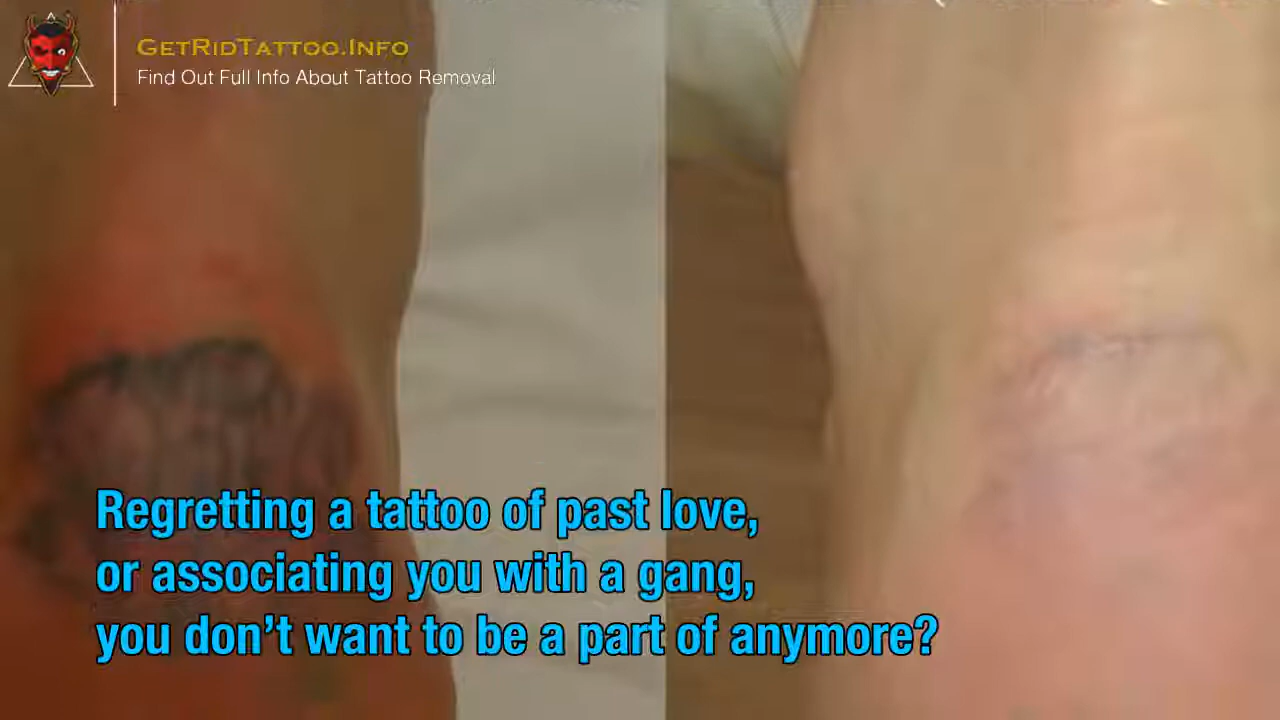 GetRidTattoo.Info
Find Out Full Info About Tattoo Removal
Regretting a tattoo of past love,
or associating you with a gang,
you don’t want to be a part of anymore?